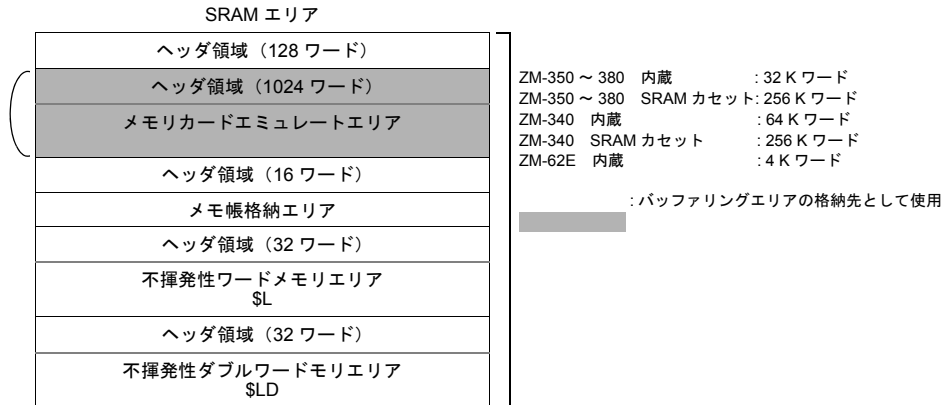 SRAM エリア
ヘッダ領域（128 ワード）
ヘッダ領域（1024 ワード）
メモリカードエミュレートエリア
ヘッダ領域（16 ワード）
メモ帳格納エリア
ヘッダ領域（32 ワード）
不揮発性ワードメモリエリア
$L
ヘッダ領域（32 ワード）
不揮発性ダブルワードモリエリア
$LD
ZM-350 ～ 380 内蔵 : 32 K ワード
ZM-350 ～ 380 SRAM カセット: 256 K ワード
ZM-340 内蔵 : 64 K ワード
ZM-340 SRAM カセット : 256 K ワード
ZM-62E 内蔵 : 4 K ワード
: バッファリングエリアの格納先として使用